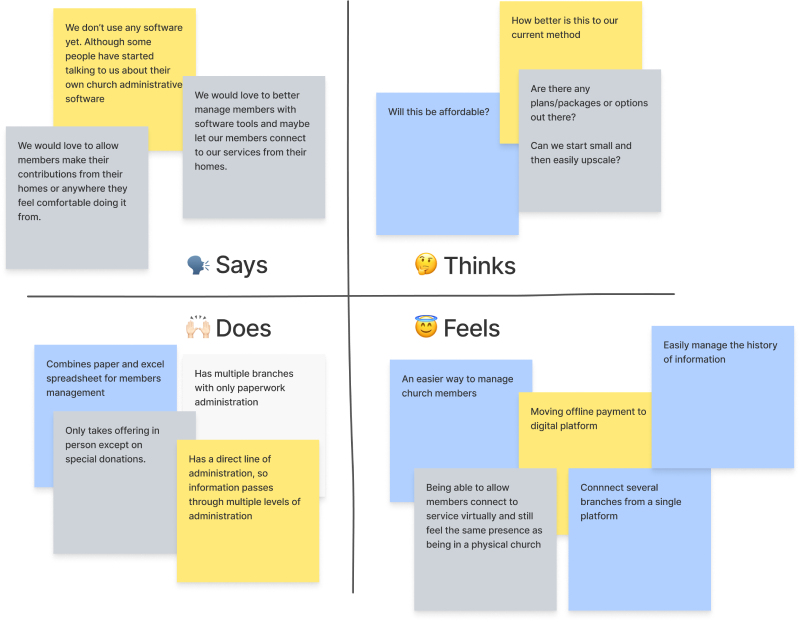 We don't use any software
yet. Although some
people have started
talking to us about their
own church administrative
software
We would love to better
manage members with
software tools and maybe
let our members connect
to our services from their
homes.
We would love to allow
members make their
contributions from their
homes or anywhere they
feel comfortable doing it
from.
Says
How better is this to our
current method
Are there any
plans/packages or options
out there?
Can we start small and
then easily upscale?
Will this be affordable?
Thinks
Does
Combines paper and excel
spreadsheet for members
management
Has multiple branches
with only paperwork
administration
Only takes offering in
person except on
special donations.
Has a direct line of
administration, so
information passes
through multiple levels of
administration
Feels
Easily manage the history
of information
An easier way to manage
church members
Moving offline payment to
digital platform
Being able to allow
members connect to
service virtually and still
feel the same presence as
being in a physical church
Connnect several
branches from a single
platform